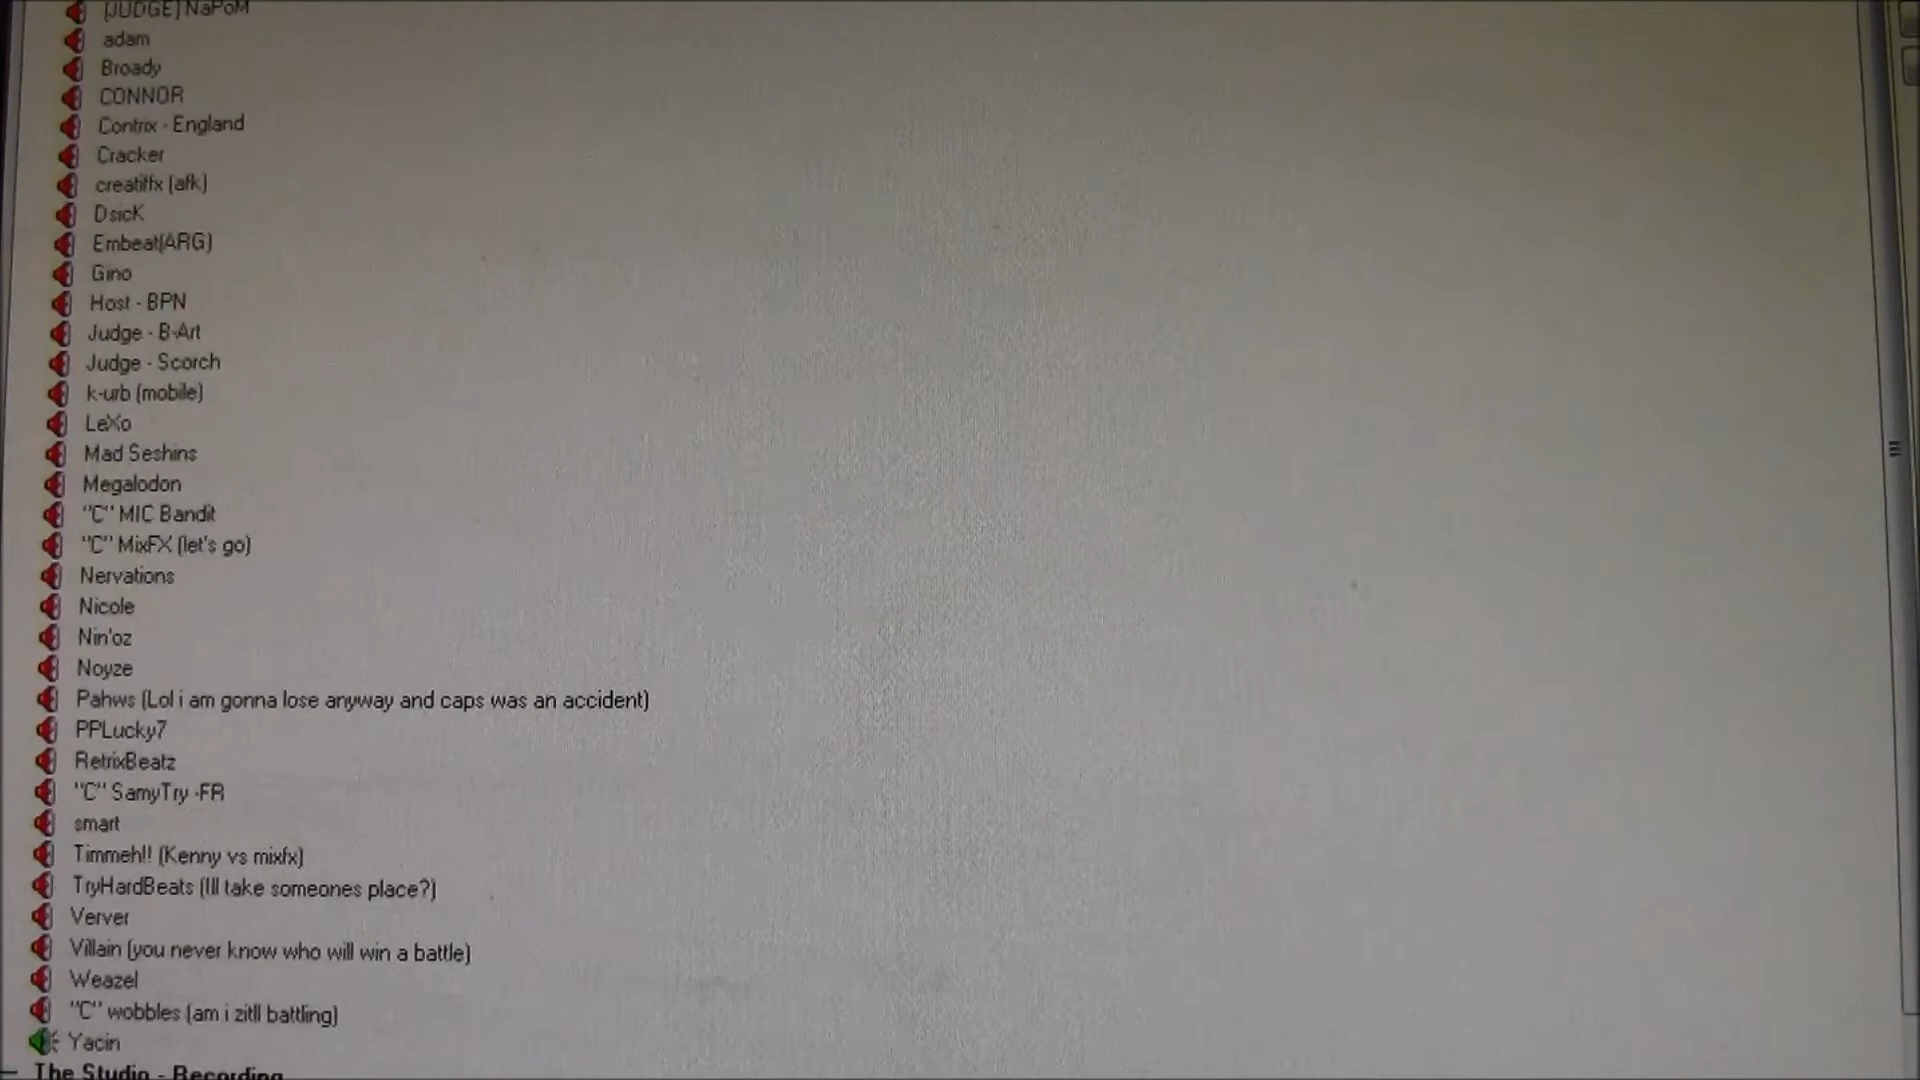 [JUDGE] NaPoM
adam
Broady
CONNOR
Contrix - England
Cracker
creatiffx (afk)
DsicK
Embeat(ARG)
Gino
Host - BPN
Judge - B-Art
Judge - Scorch
k-urb (mobile)
LeXo
Mad Seshins
Megalodon
"C" MIC Bandit
"C" MixFX (let's go)
Nervations
Nicole
Nin'oz
Noyze
Pahws (Lol i am gonna lose anyway and caps was an accident)
PPLucky7
RetrixBeatz
"C" SamyTry -FR
smart
Timmeh!! (Kenny vs mixfx)
TryHardBeats (Ill take someones place?)
Verver
Villain (you never know who will win a battle)
Weazel
"C" wobbles (am i zitll battling)
Yacin
The Studio - Recording